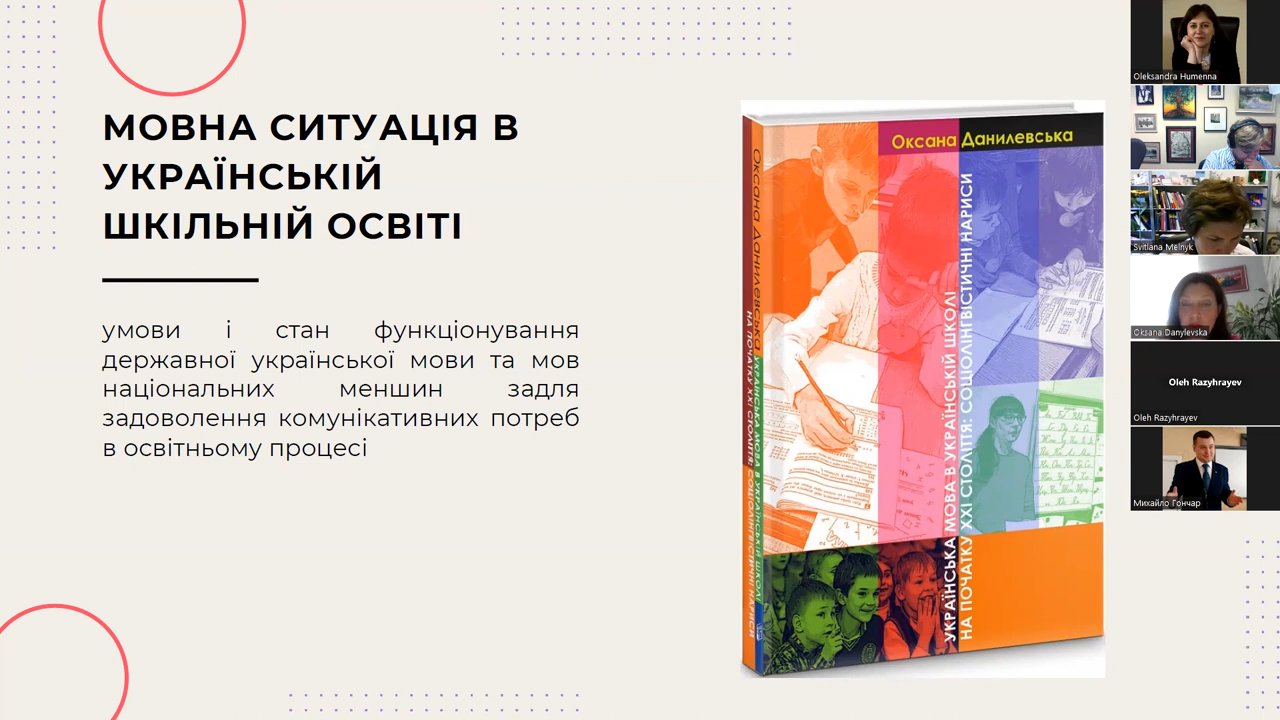 МОВНА СИТУАЦІЯ В
УКРАЇНСЬКІЙ
ШКІЛЬНІЙ ОСВІТІ
умови і стан функціонування
державної української мови та мов
національних меншин задля
задоволення комунікативних потреб
в освітньому процесі
Оксана Данилевська
УКРАЇНСЬКА МОВА В УКРАЇНСЬКІЙ ШКОЛІ
НА ПОЧАТКУ ХХІ СТОЛІТТЯ: СОЦІОЛІНГВІСТИЧНІ НАРИСИ
Оксана Данилевська УКРАЇНСЬКА МОВА В УКРАЇНСЬКІЙ ШКОЛІ
НА ПОЧАТКУ ХХІ СТОЛІТТЯ: СОЦІОЛІНГВІСТИЧНІ НАРИСИ
Oleksandra Humenna
Svitlana Melnyk
Oksana Danylevska
Oleh Razyhrayev
Oleh Razyhrayev
Михайло Гончар